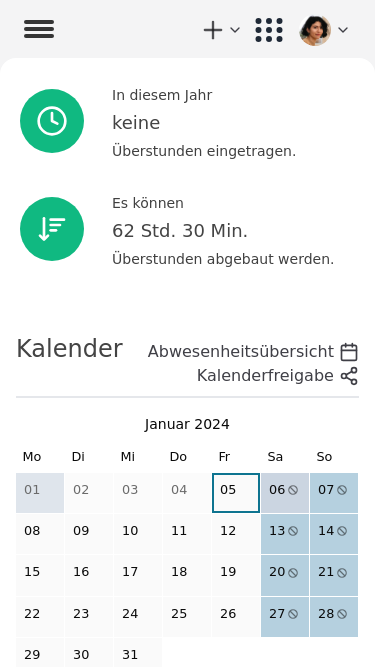 In diesem Jahr
keine
Überstunden eingetragen.
Es können
62 Std. 30 Min.
Überstunden abgebaut werden.
Kalender
Abwesenheitsübersicht
Kalenderfreigabe
Januar 2024
Mo Di Mi Do Fr Sa So
01 02 03 04 05 06 07
08 09 10 11 12 13 14
15 16 17 18 19 20 21
22 23 24 25 26 27 28
29 30 31